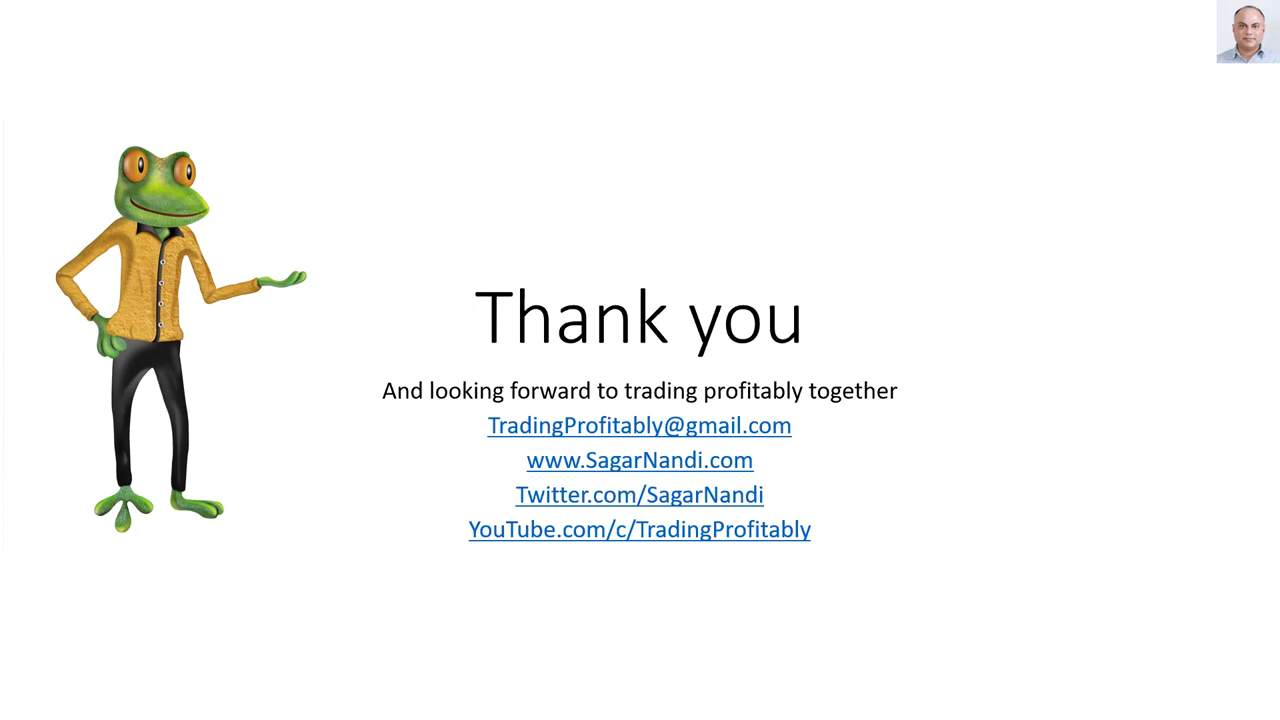 Thank you
And looking forward to trading profitably together
TradingProfitably@gmail.com
www.SagarNandi.com
Twitter.com/SagarNandi
YouTube.com/c/TradingProfitably